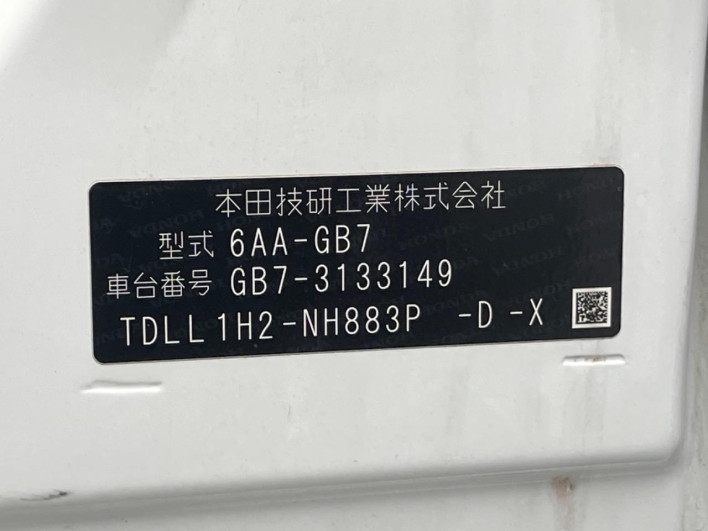 本田技研工業株式会社
型式 6AA-GB7
車台番号 GB7-3133149
TDLL1H2-NH883P -D -X